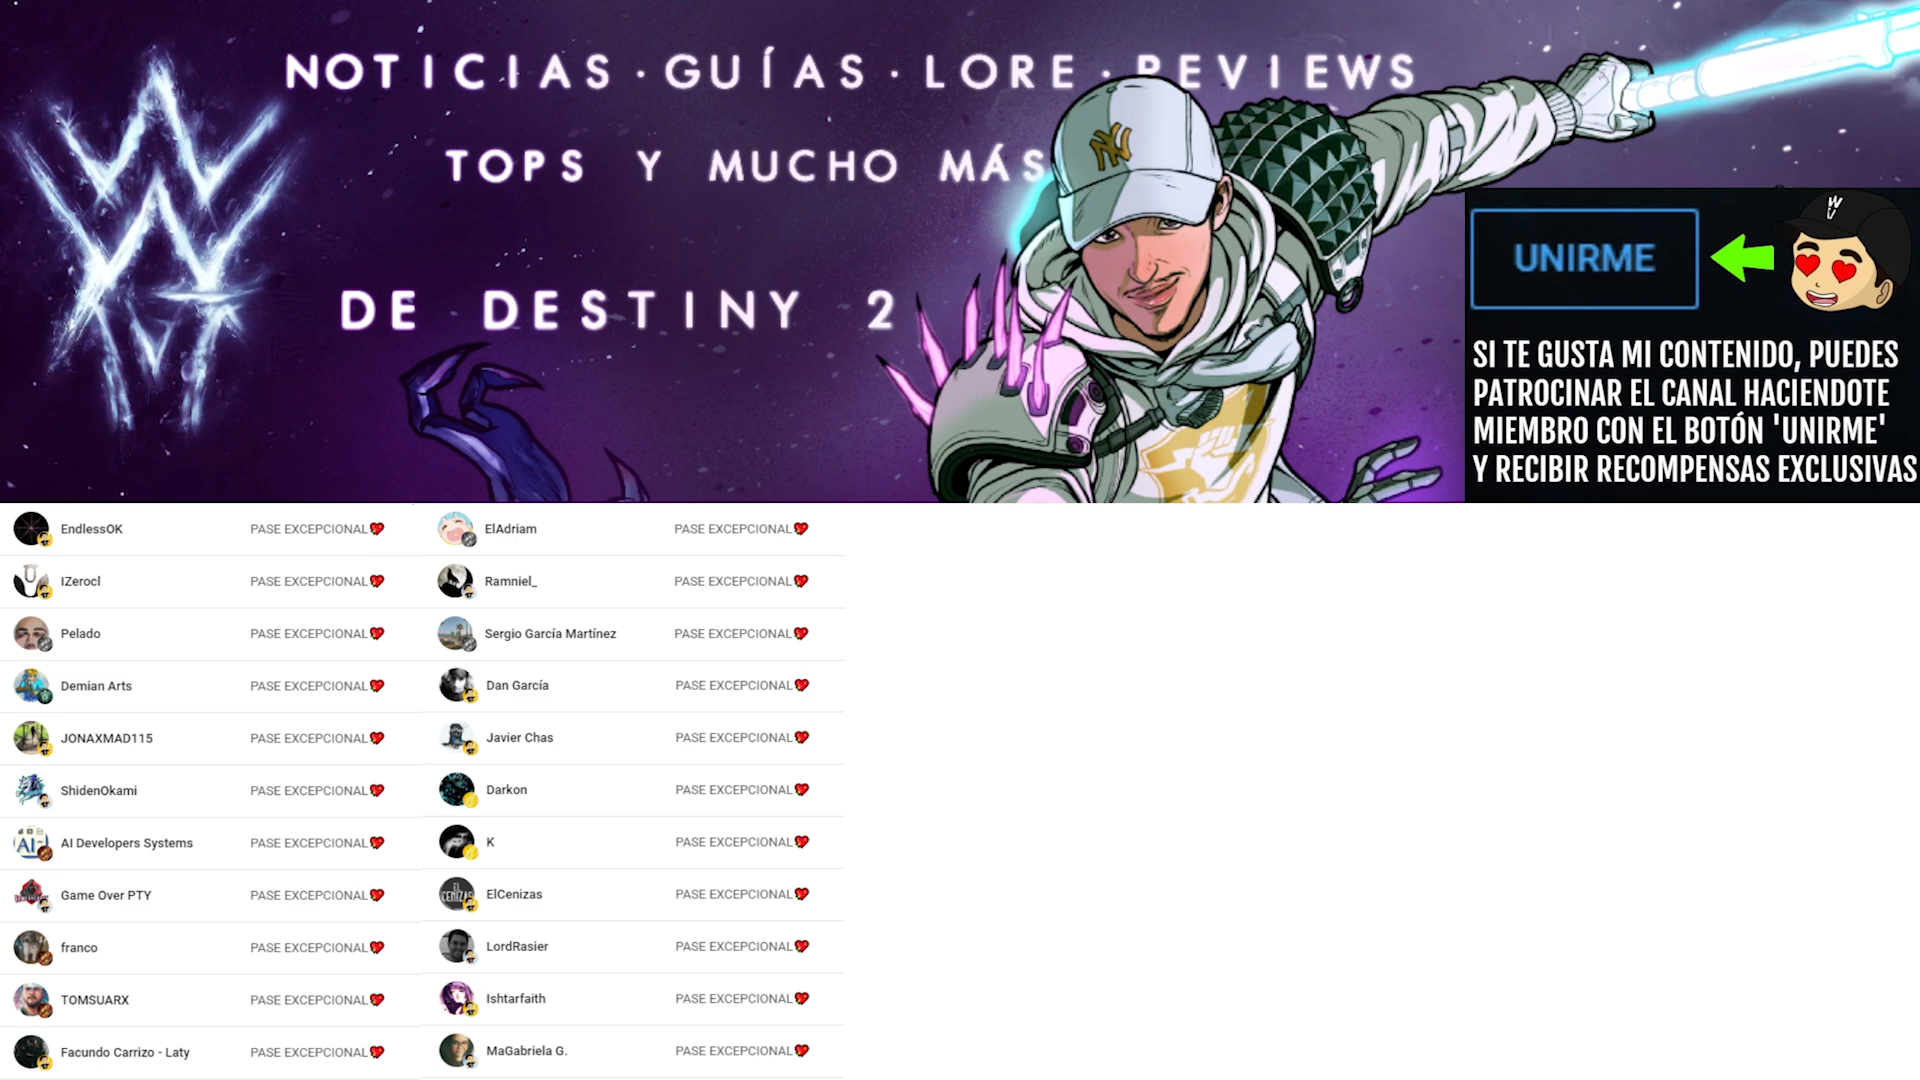 NOTICIAS · GUÍAS · LORE · REVIEWS
TOPS Y MUCHO MÁS
DE DESTINY 2
UNIRME
SI TE GUSTA MI CONTENIDO, PUEDES
PATROCINAR EL CANAL HACIENDOTE
MIEMBRO CON EL BOTÓN 'UNIRME'
Y RECIBIR RECOMPENSAS EXCLUSIVAS
EndlessOK PASE EXCEPCIONAL
IZerocl PASE EXCEPCIONAL
Pelado PASE EXCEPCIONAL
Demian Arts PASE EXCEPCIONAL
JONAXMAD115 PASE EXCEPCIONAL
ShidenOkami PASE EXCEPCIONAL
AI Developers Systems PASE EXCEPCIONAL
Game Over PTY PASE EXCEPCIONAL
franco PASE EXCEPCIONAL
TOMSUARX PASE EXCEPCIONAL
Facundo Carrizo - Laty PASE EXCEPCIONAL
ElAdriam PASE EXCEPCIONAL
Ramniel_ PASE EXCEPCIONAL
Sergio García Martínez PASE EXCEPCIONAL
Dan García PASE EXCEPCIONAL
Javier Chas PASE EXCEPCIONAL
Darkon PASE EXCEPCIONAL
K PASE EXCEPCIONAL
ElCenizas PASE EXCEPCIONAL
LordRasier PASE EXCEPCIONAL
Ishtarfaith PASE EXCEPCIONAL
MaGabriela G. PASE EXCEPCIONAL